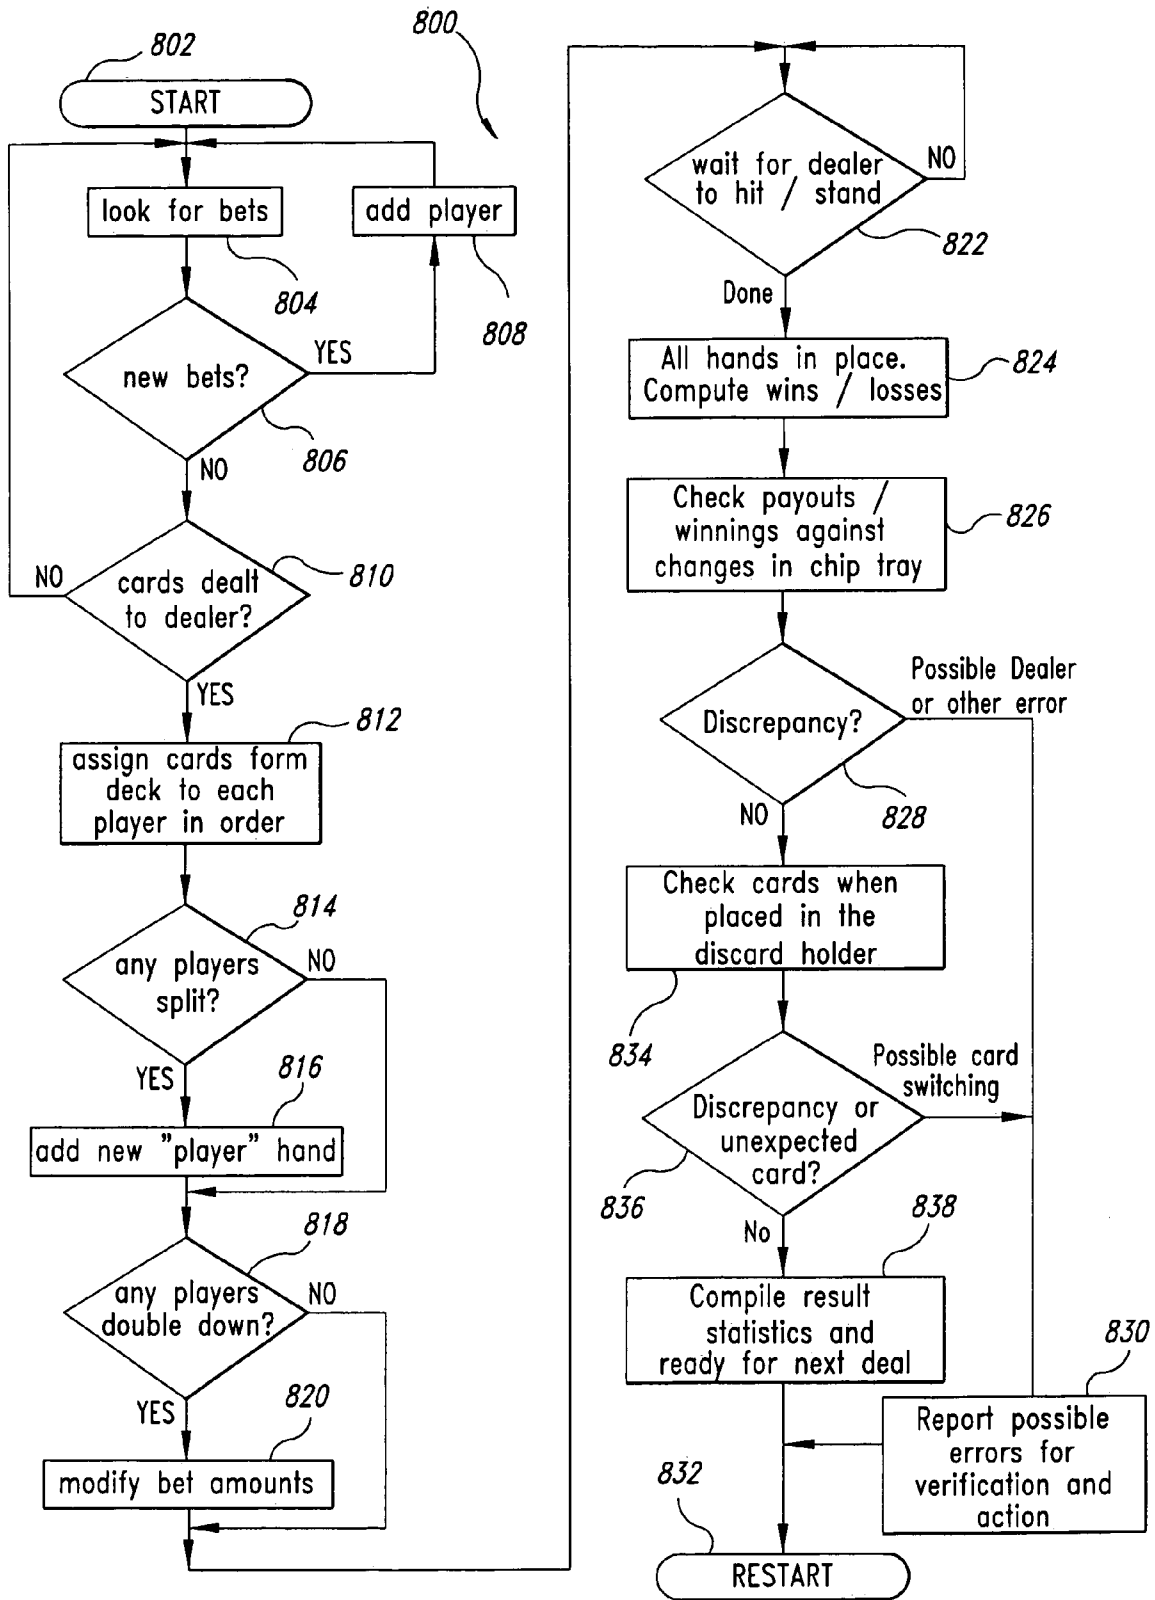 800
802
START
look for bets
804
add player
808
new bets?
YES
806
NO
cards dealt
to dealer?
NO
810
YES
812
assign cards form
deck to each
player in order
814
any players
split?
NO
YES
816
add new "player" hand
818
any players
double down?
NO
YES
820
modify bet amounts
wait for dealer
to hit / stand
NO
822
Done
All hands in place.
Compute wins / losses
824
Check payouts /
winnings against
changes in chip tray
826
Possible Dealer
or other error
Discrepancy?
828
NO
Check cards when
placed in the
discard holder
834
Possible card
switching
Discrepancy or
unexpected
card?
836
No
838
Compile result
statistics and
ready for next deal
830
Report possible
errors for
verification and
action
832
RESTART